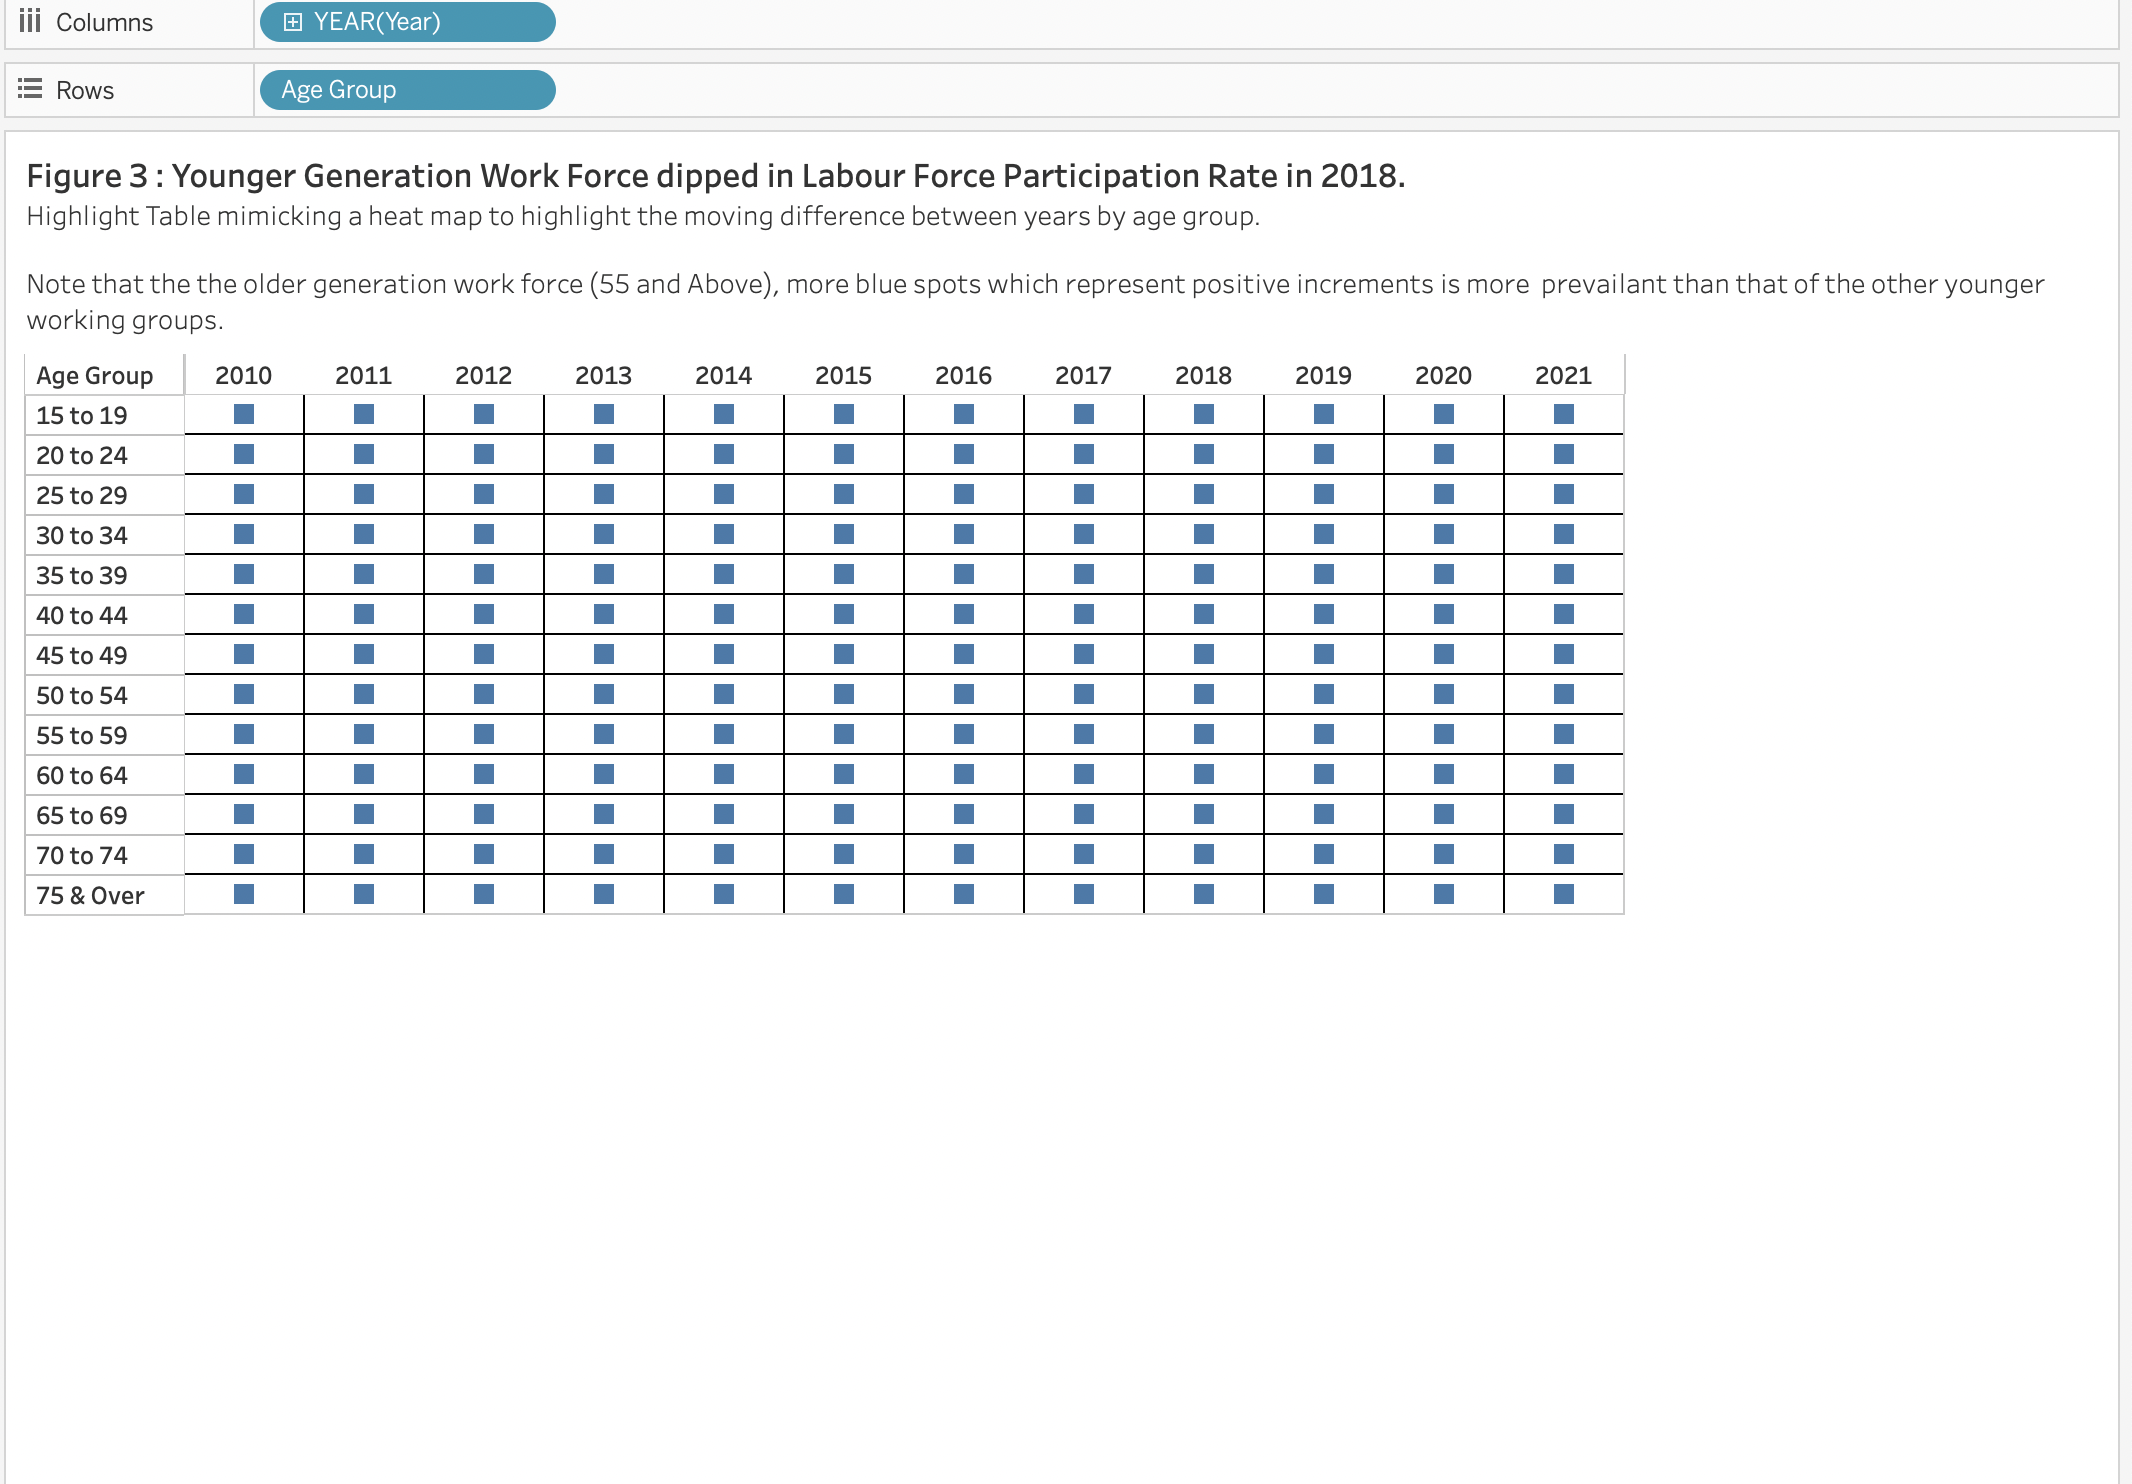 Columns YEAR(Year)
Rows Age Group
Figure 3 : Younger Generation Work Force dipped in Labour Force Participation Rate in 2018.
Highlight Table mimicking a heat map to highlight the moving difference between years by age group.
Note that the the older generation work force (55 and Above), more blue spots which represent positive increments is more prevailant than that of the other younger
working groups.
Age Group 2010 2011 2012 2013 2014 2015 2016 2017 2018 2019 2020 2021
15 to 19
20 to 24
25 to 29
30 to 34
35 to 39
40 to 44
45 to 49
50 to 54
55 to 59
60 to 64
65 to 69
70 to 74
75 & Over